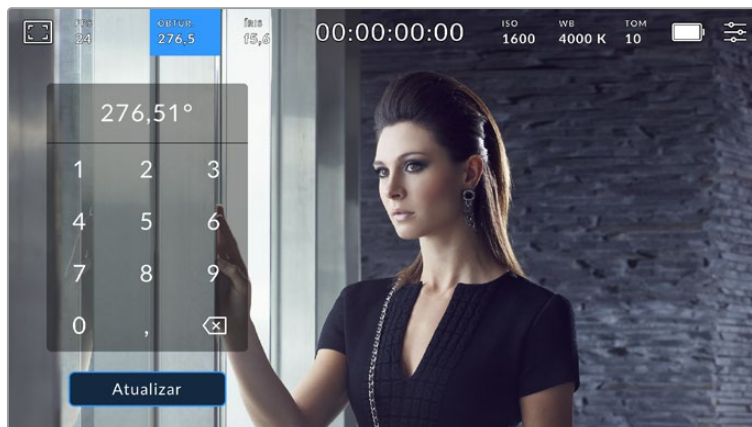 FPS OBTUR. ÍRIS ISO WB TOM
24 276,5 f5,6 00:00:00:00 1600 4000 K 10
276,51°
1 2 3
4 5 6
7 8 9
0 ,
Atualizar